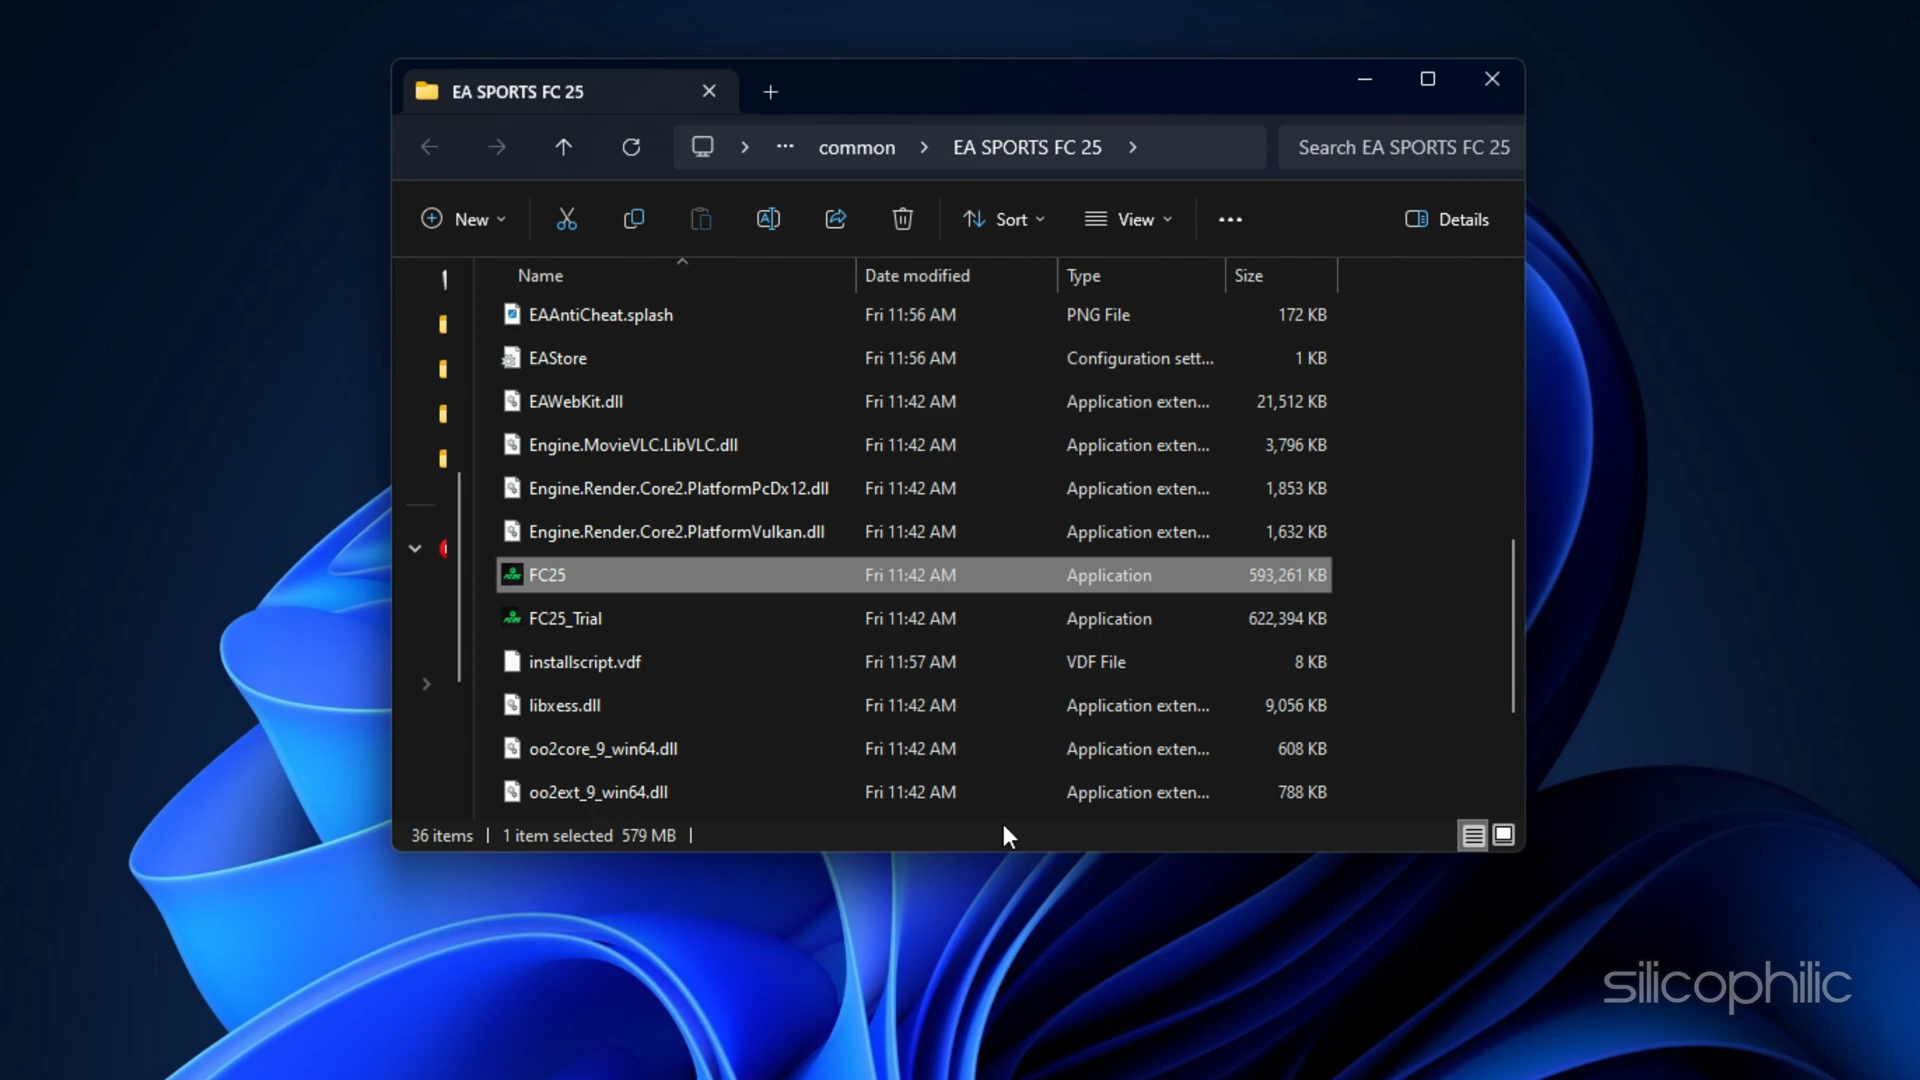 EA SPORTS FC 25
common
EA SPORTS FC 25
Search EA SPORTS FC 25
New
Sort
View
Details
Name Date modified Type Size
EAAntiCheat.splash Fri 11:56 AM PNG File 172 KB
EAStore Fri 11:56 AM Configuration sett... 1 KB
EAWebKit.dll Fri 11:42 AM Application exten... 21,512 KB
Engine.MovieVLC.LibVLC.dll Fri 11:42 AM Application exten... 3,796 KB
Engine.Render.Core2.PlatformPcDx12.dll Fri 11:42 AM Application exten... 1,853 KB
Engine.Render.Core2.PlatformVulkan.dll Fri 11:42 AM Application exten... 1,632 KB
FC25 Fri 11:42 AM Application 593,261 KB
FC25_Trial Fri 11:42 AM Application 622,394 KB
installscript.vdf Fri 11:57 AM VDF File 8 KB
libxess.dll Fri 11:42 AM Application exten... 9,056 KB
oo2core_9_win64.dll Fri 11:42 AM Application exten... 608 KB
oo2ext_9_win64.dll Fri 11:42 AM Application exten... 788 KB
36 items 1 item selected 579 MB
silicophilic